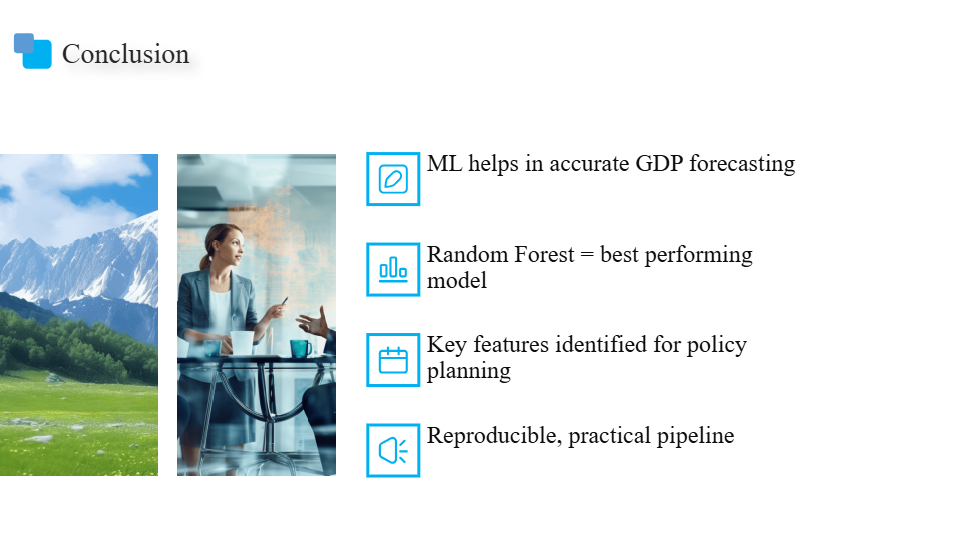 Conclusion
ML helps in accurate GDP forecasting
Random Forest = best performing
model
Key features identified for policy
planning
Reproducible, practical pipeline